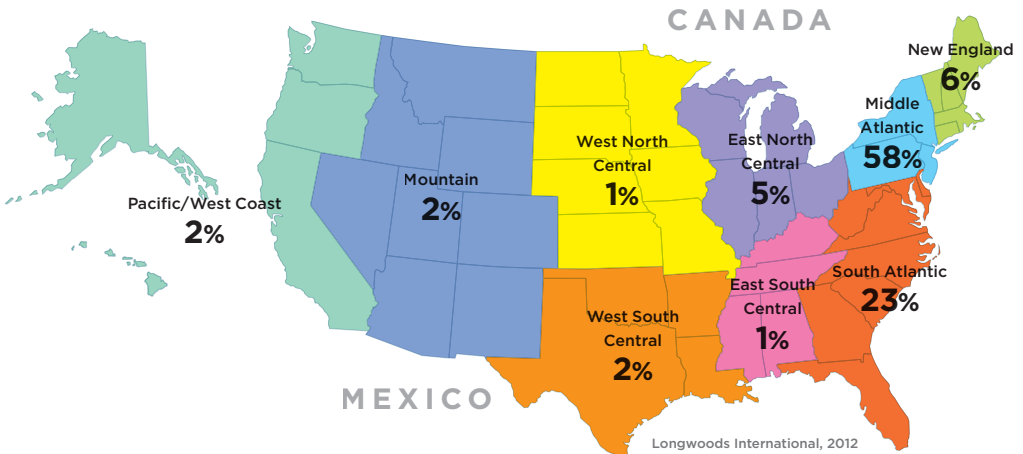 CANADA
New England
6%
Middle
Atlantic
58%
West North
Central
1%
East North
Central
5%
Mountain
2%
Pacific/West Coast
2%
South Atlantic
23%
East South
Central
1%
West South
Central
2%
MEXICO
Longwoods International, 2012